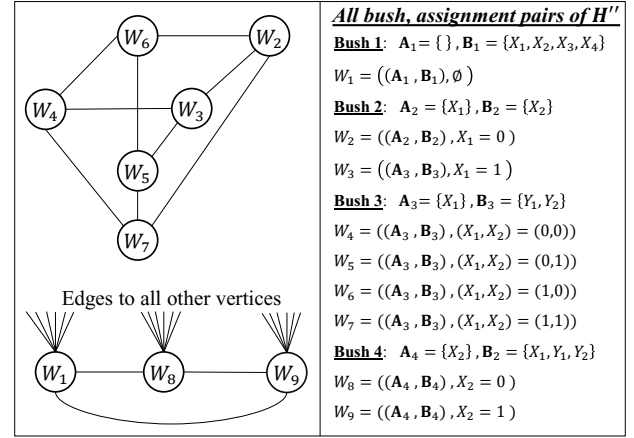 W₆
W₂
W₄
W₃
W₅
W₇
Edges to all other vertices
W₁
W₈
W₉
All bush, assignment pairs of H''
Bush 1: A₁= { } , B₁ = {X₁, X₂, X₃, X₄}
W₁ = ((A₁ , B₁), ∅ )
Bush 2: A₂ = {X₁} , B₂ = {X₂}
W₂ = ((A₂ , B₂), X₁ = 0 )
W₃ = ((A₃ , B₃), X₁ = 1 )
Bush 3: A₃= {X₁} , B₃ = {Y₁, Y₂}
W₄ = ((A₃ , B₃) , (X₁, X₂) = (0,0))
W₅ = ((A₃ , B₃) , (X₁, X₂) = (0,1))
W₆ = ((A₃ , B₃) , (X₁, X₂) = (1,0))
W₇ = ((A₃ , B₃) , (X₁, X₂) = (1,1))
Bush 4: A₄ = {X₂}, B₂ = {X₁, Y₁, Y₂}
W₈ = ((A₄ , B₄) , X₂ = 0 )
W₉ = ((A₄ , B₄) , X₂ = 1 )